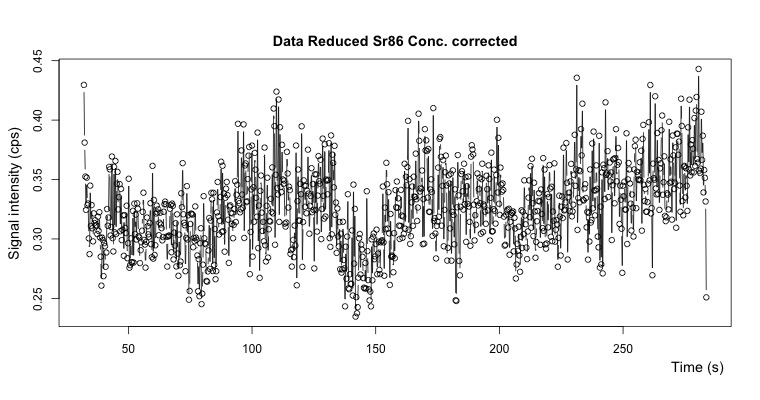 Data Reduced Sr86 Conc. corrected
Signal intensity (cps)
0.45
0.40
0.35
0.30
0.25
50 100 150 200 250
Time (s)